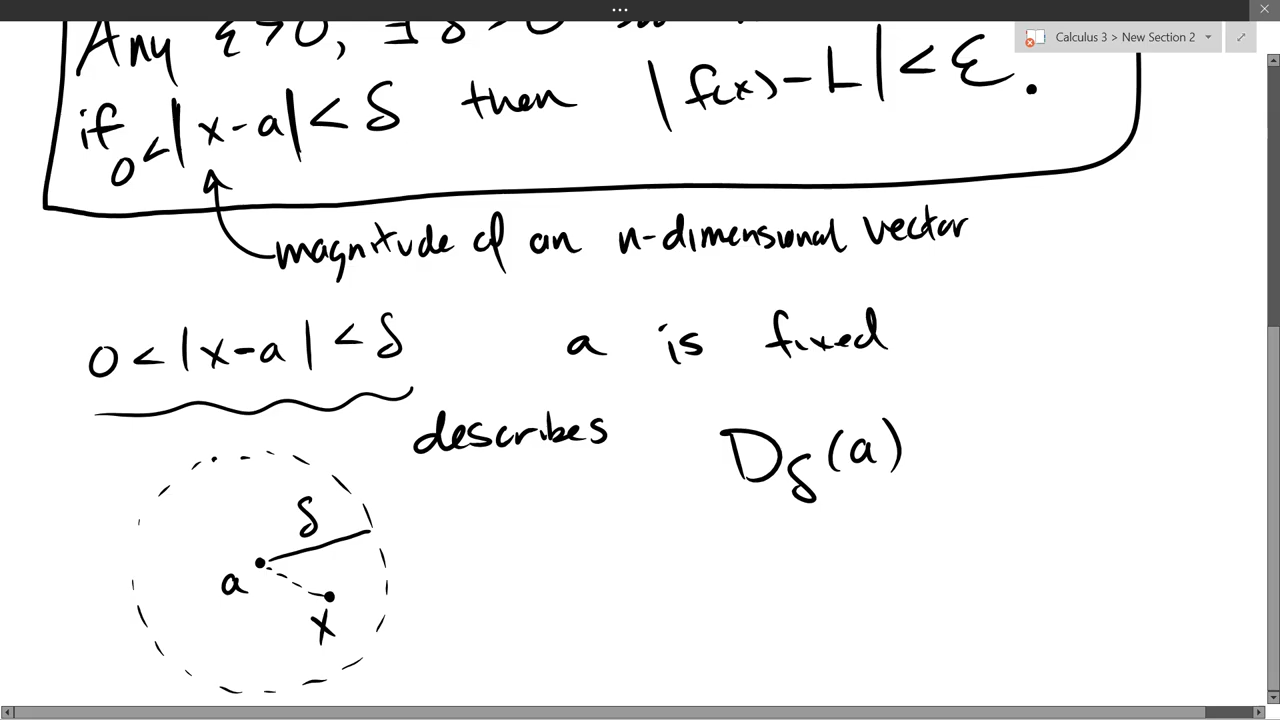 Calculus 3 > New Section 2
Any ε > 0, ∃ δ > 0
if 0 < |x - a| < δ then |f(x) - L| < ε.
magnitude of an n-dimensional vector
0 < |x - a| < δ a is fixed
describes D_δ(a)
δ
a
x